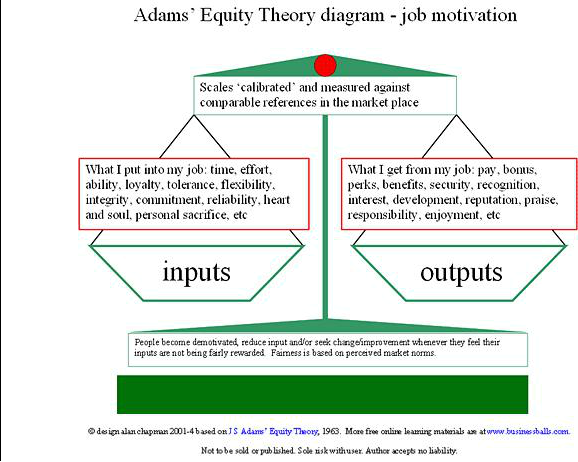 Adams’ Equity Theory diagram - job motivation
Scales ‘calibrated’ and measured against
comparable references in the market place
What I put into my job: time, effort,
ability, loyalty, tolerance, flexibility,
integrity, commitment, reliability, heart
and soul, personal sacrifice, etc
What I get from my job: pay, bonus,
perks, benefits, security, recognition,
interest, development, reputation, praise,
responsibility, enjoyment, etc
inputs
outputs
People become demotivated, reduce input and/or seek change/improvement whenever they feel their
inputs are not being fairly rewarded.  Fairness is based on perceived market norms.
© design alan chapman 2001-4 based on J S Adams’ Equity Theory, 1963.  More free online learning materials are at www.businessballs.com.
Not to be sold or published. Sole risk with user. Author accepts no liability.